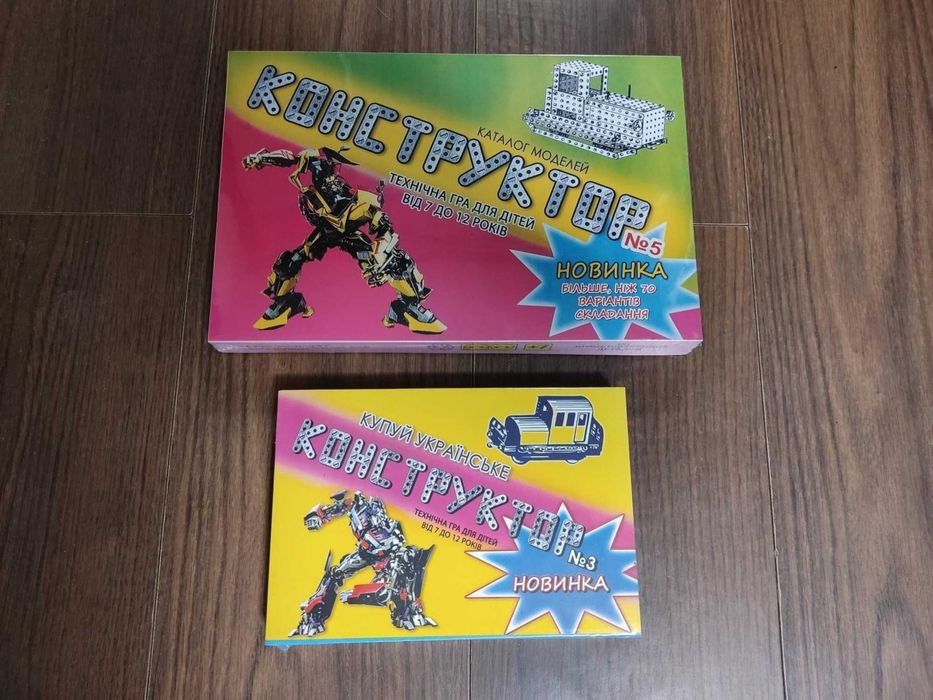 КОНСТРУКТОР
КАТАЛОГ МОДЕЛЕЙ
ТЕХНІЧНА ГРА ДЛЯ ДІТЕЙ
ВІД 7 ДО 12 РОКІВ
№5
НОВИНКА
БІЛЬШЕ, НІЖ 70
ВАРІАНТІВ
СКЛАДАННЯ
КУПУЙ УКРАЇНСЬКЕ
КОНСТРУКТОР
ТЕХНІЧНА ГРА ДЛЯ ДІТЕЙ
ВІД 7 ДО 12 РОКІВ
№3
НОВИНКА